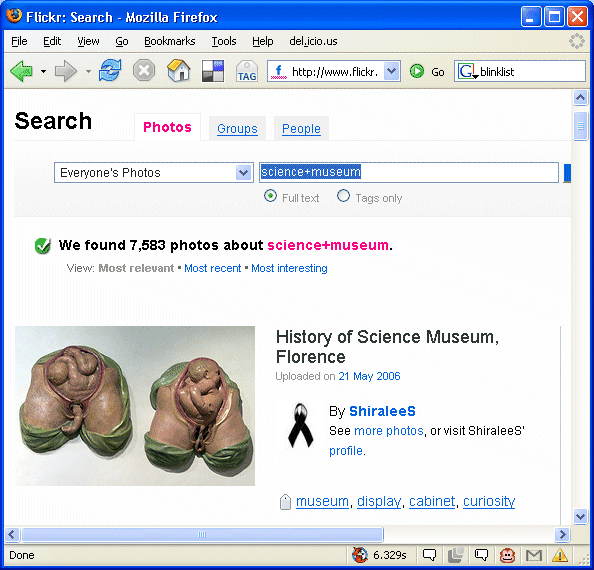 Flickr: Search - Mozilla Firefox
File Edit View Go Bookmarks Tools Help del.icio.us
TAG http://www.flickr. Go G blinklist
Search Photos Groups People
Everyone's Photos science+museum
Full text Tags only
We found 7,583 photos about science+museum.
View: Most relevant • Most recent • Most interesting
History of Science Museum,
Florence
Uploaded on 21 May 2006
By ShiraleeS
See more photos, or visit ShiraleeS'
profile.
museum, display, cabinet, curiosity
Done 6.329s